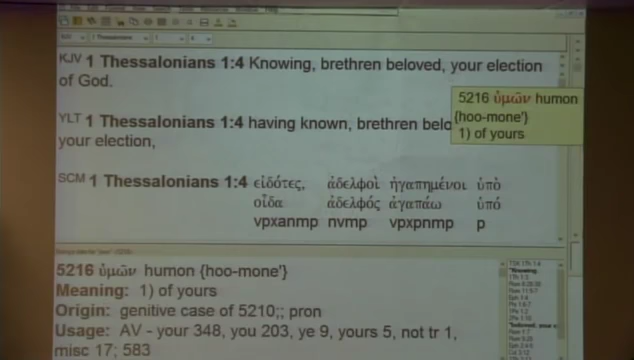 KJV 1 Thessalonians 1:4 Knowing, brethren beloved, your election
of God.
5216 ὑμῶν humon
{hoo-mone'}
1) of yours
YLT 1 Thessalonians 1:4 having known, brethren belo
your election,
SCM 1 Thessalonians 1:4 εἰδότες, ἀδελφοὶ ἠγαπημένοι ὑπὸ
οἶδα ἀδελφός ἀγαπάω ὑπό
vpxanmp nvmp vpxpnmp p
5216 ὑμῶν humon {hoo-mone'}
Meaning: 1) of yours
Origin: genitive case of 5210;; pron
Usage: AV - your 348, you 203, ye 9, yours 5, not tr 1,
misc 17; 583